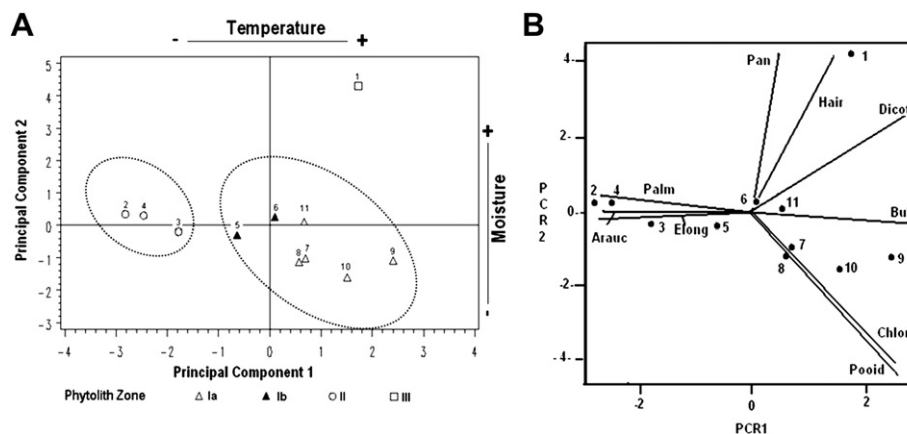 A
- Temperature +
Principal Component 2
5
4
3
2
1
0
-1
-2
-3
1
2 4
3
6 11
5
8 7
9
10
+
Moisture
-
-4 -3 -2 -1 0 1 2 3 4
Principal Component 1
Phytolith Zone Ia Ib II III
B
PCR2
4-
2-
0-
-2-
-4-
Pan
1
Hair
Dicot
2 4
Palm
6
11
Bu
Arauc
3
Elong
5
7
8
9
10
Chlor
Pooid
-2 0 2
PCR1